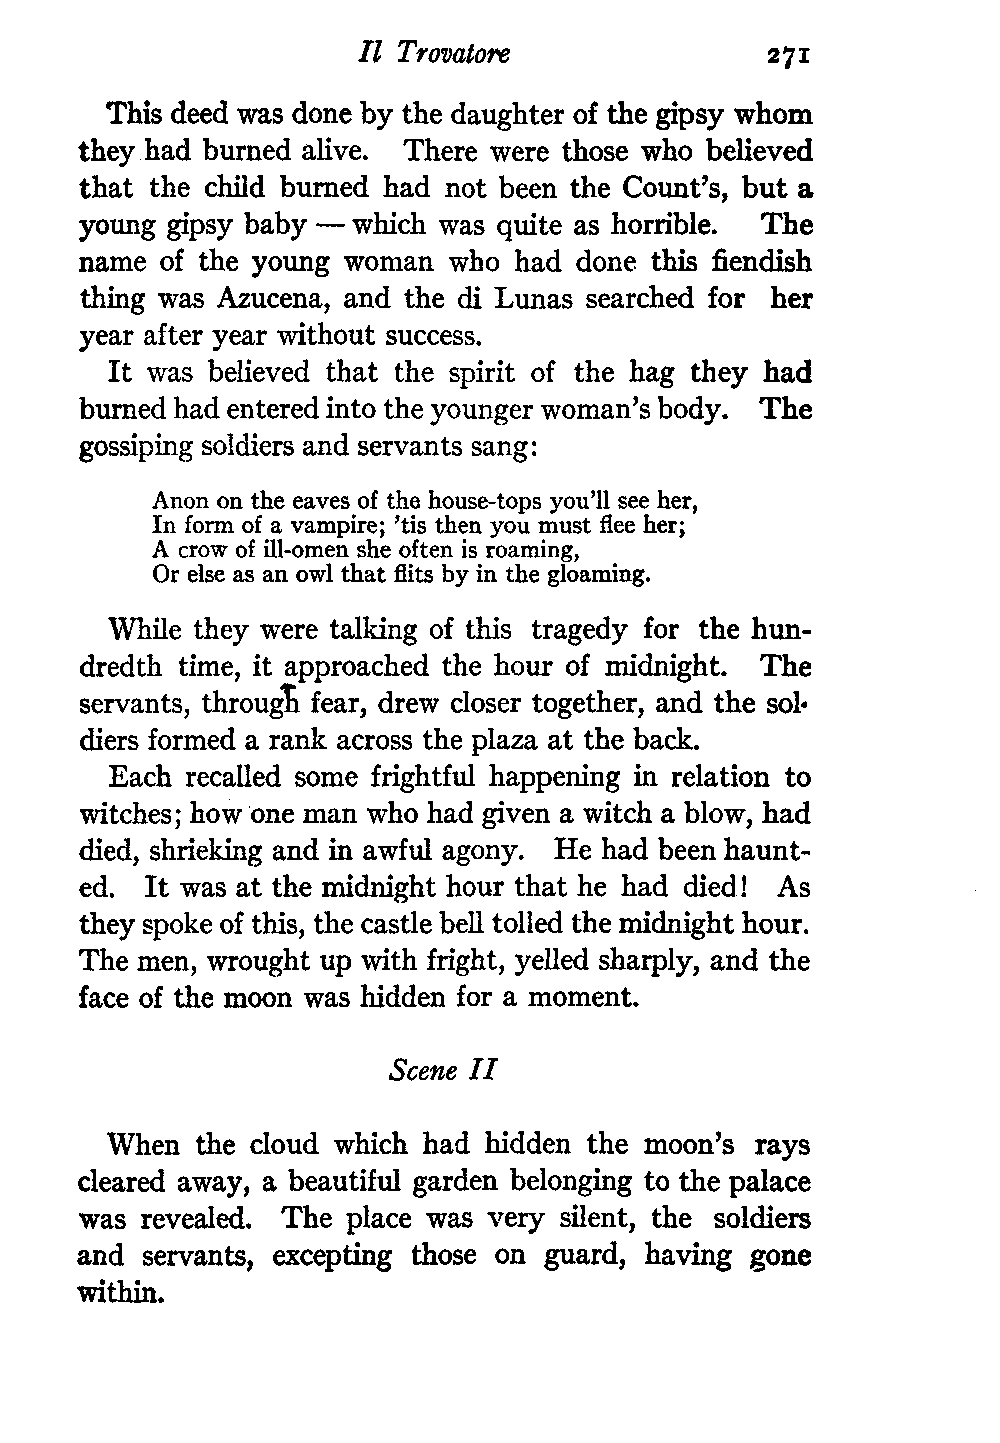 Il Trovatore 271
This deed was done by the daughter of the gipsy whom
they had burned alive. There were those who believed
that the child burned had not been the Count's, but a
young gipsy baby — which was quite as horrible. The
name of the young woman who had done this fiendish
thing was Azucena, and the di Lunas searched for her
year after year without success.
It was believed that the spirit of the hag they had
burned had entered into the younger woman's body. The
gossiping soldiers and servants sang:
Anon on the eaves of the house-tops you'll see her,
In form of a vampire; 'tis then you must flee her;
A crow of ill-omen she often is roaming,
Or else as an owl that flits by in the gloaming.
While they were talking of this tragedy for the hun-
dredth time, it approached the hour of midnight. The
servants, through fear, drew closer together, and the sol-
diers formed a rank across the plaza at the back.
Each recalled some frightful happening in relation to
witches; how one man who had given a witch a blow, had
died, shrieking and in awful agony. He had been haunt-
ed. It was at the midnight hour that he had died! As
they spoke of this, the castle bell tolled the midnight hour.
The men, wrought up with fright, yelled sharply, and the
face of the moon was hidden for a moment.
Scene II
When the cloud which had hidden the moon's rays
cleared away, a beautiful garden belonging to the palace
was revealed. The place was very silent, the soldiers
and servants, excepting those on guard, having gone
within.